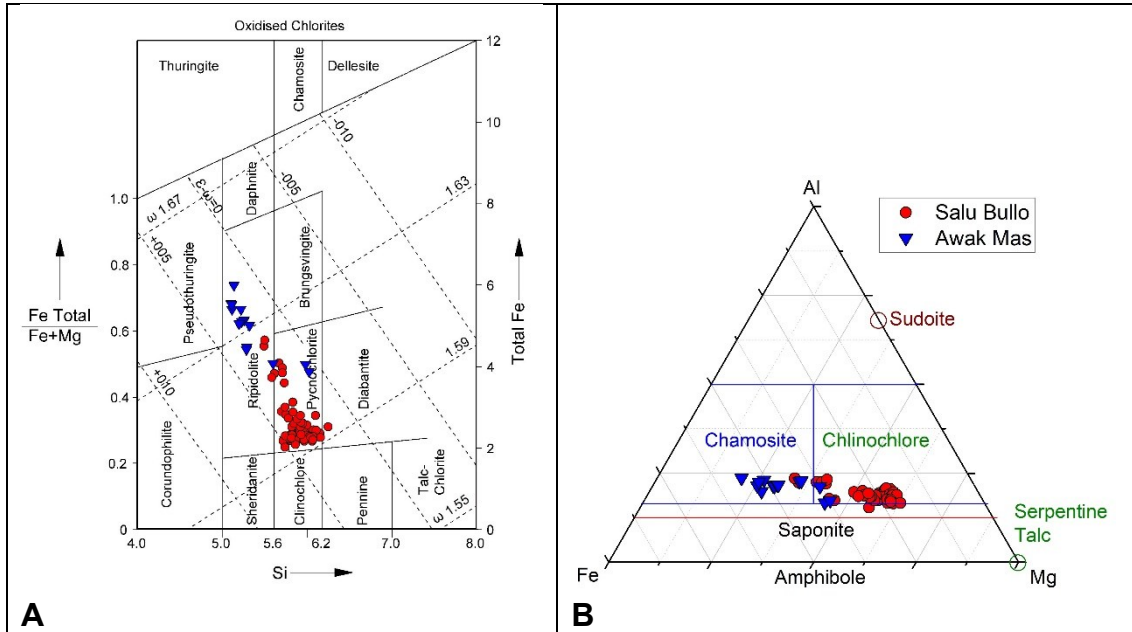 Oxidised Chlorites
12
Thuringite
Chamosite
Dellesite
10
-010
Daphnite
-005
1.63
1.0
ω 1.67
Ɛ-ω=0
8
+005
Pseudothuringite
Brungsvingite
0.8
6
Fe Total
Fe+Mg
Total Fe
0.6
1.59
4
+010
Ripidolite
Pycnochlorite
Diabantite
0.4
2
0.2
Corundophilite
Sheridanite
Clinochlore
Pennine
Talc-
Chlorite
ω 1.55
0
0
4.0
5.0
5.6
6.2
7.0
8.0
Si
A
Al
Salu Bullo
Awak Mas
Sudoite
Chamosite
Chlinochlore
Serpentine
Talc
Saponite
Fe
Amphibole
Mg
B